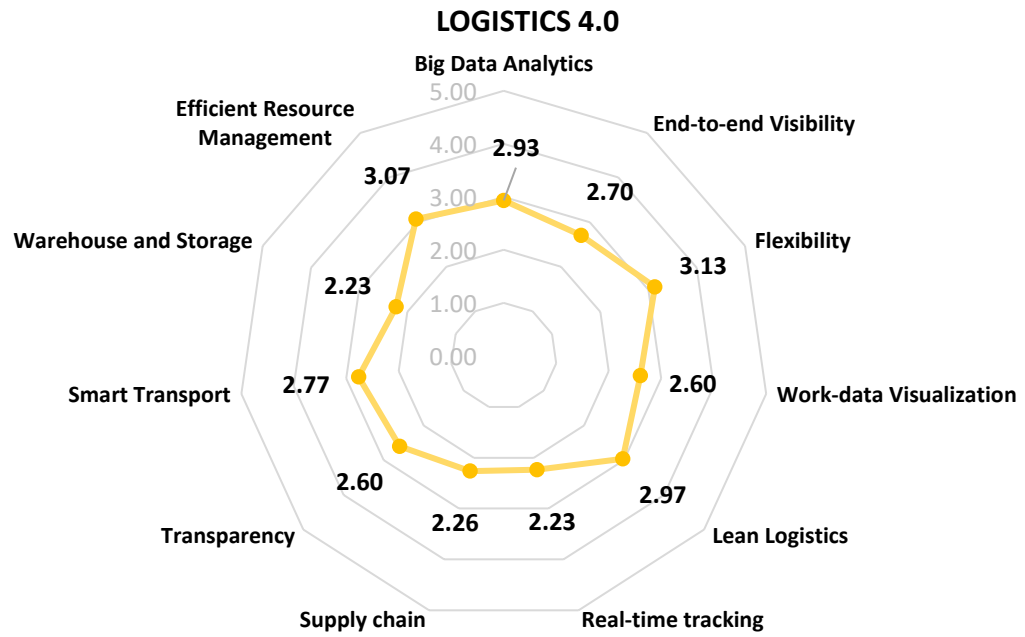 LOGISTICS 4.0
Big Data Analytics
5.00
Efficient Resource
Management
End-to-end Visibility
4.00
2.93
3.07
2.70
3.00
Warehouse and Storage
Flexibility
2.00
3.13
2.23
1.00
0.00
Smart Transport
2.77
2.60
Work-data Visualization
2.60
2.97
2.26
2.23
Transparency
Lean Logistics
Supply chain
Real-time tracking